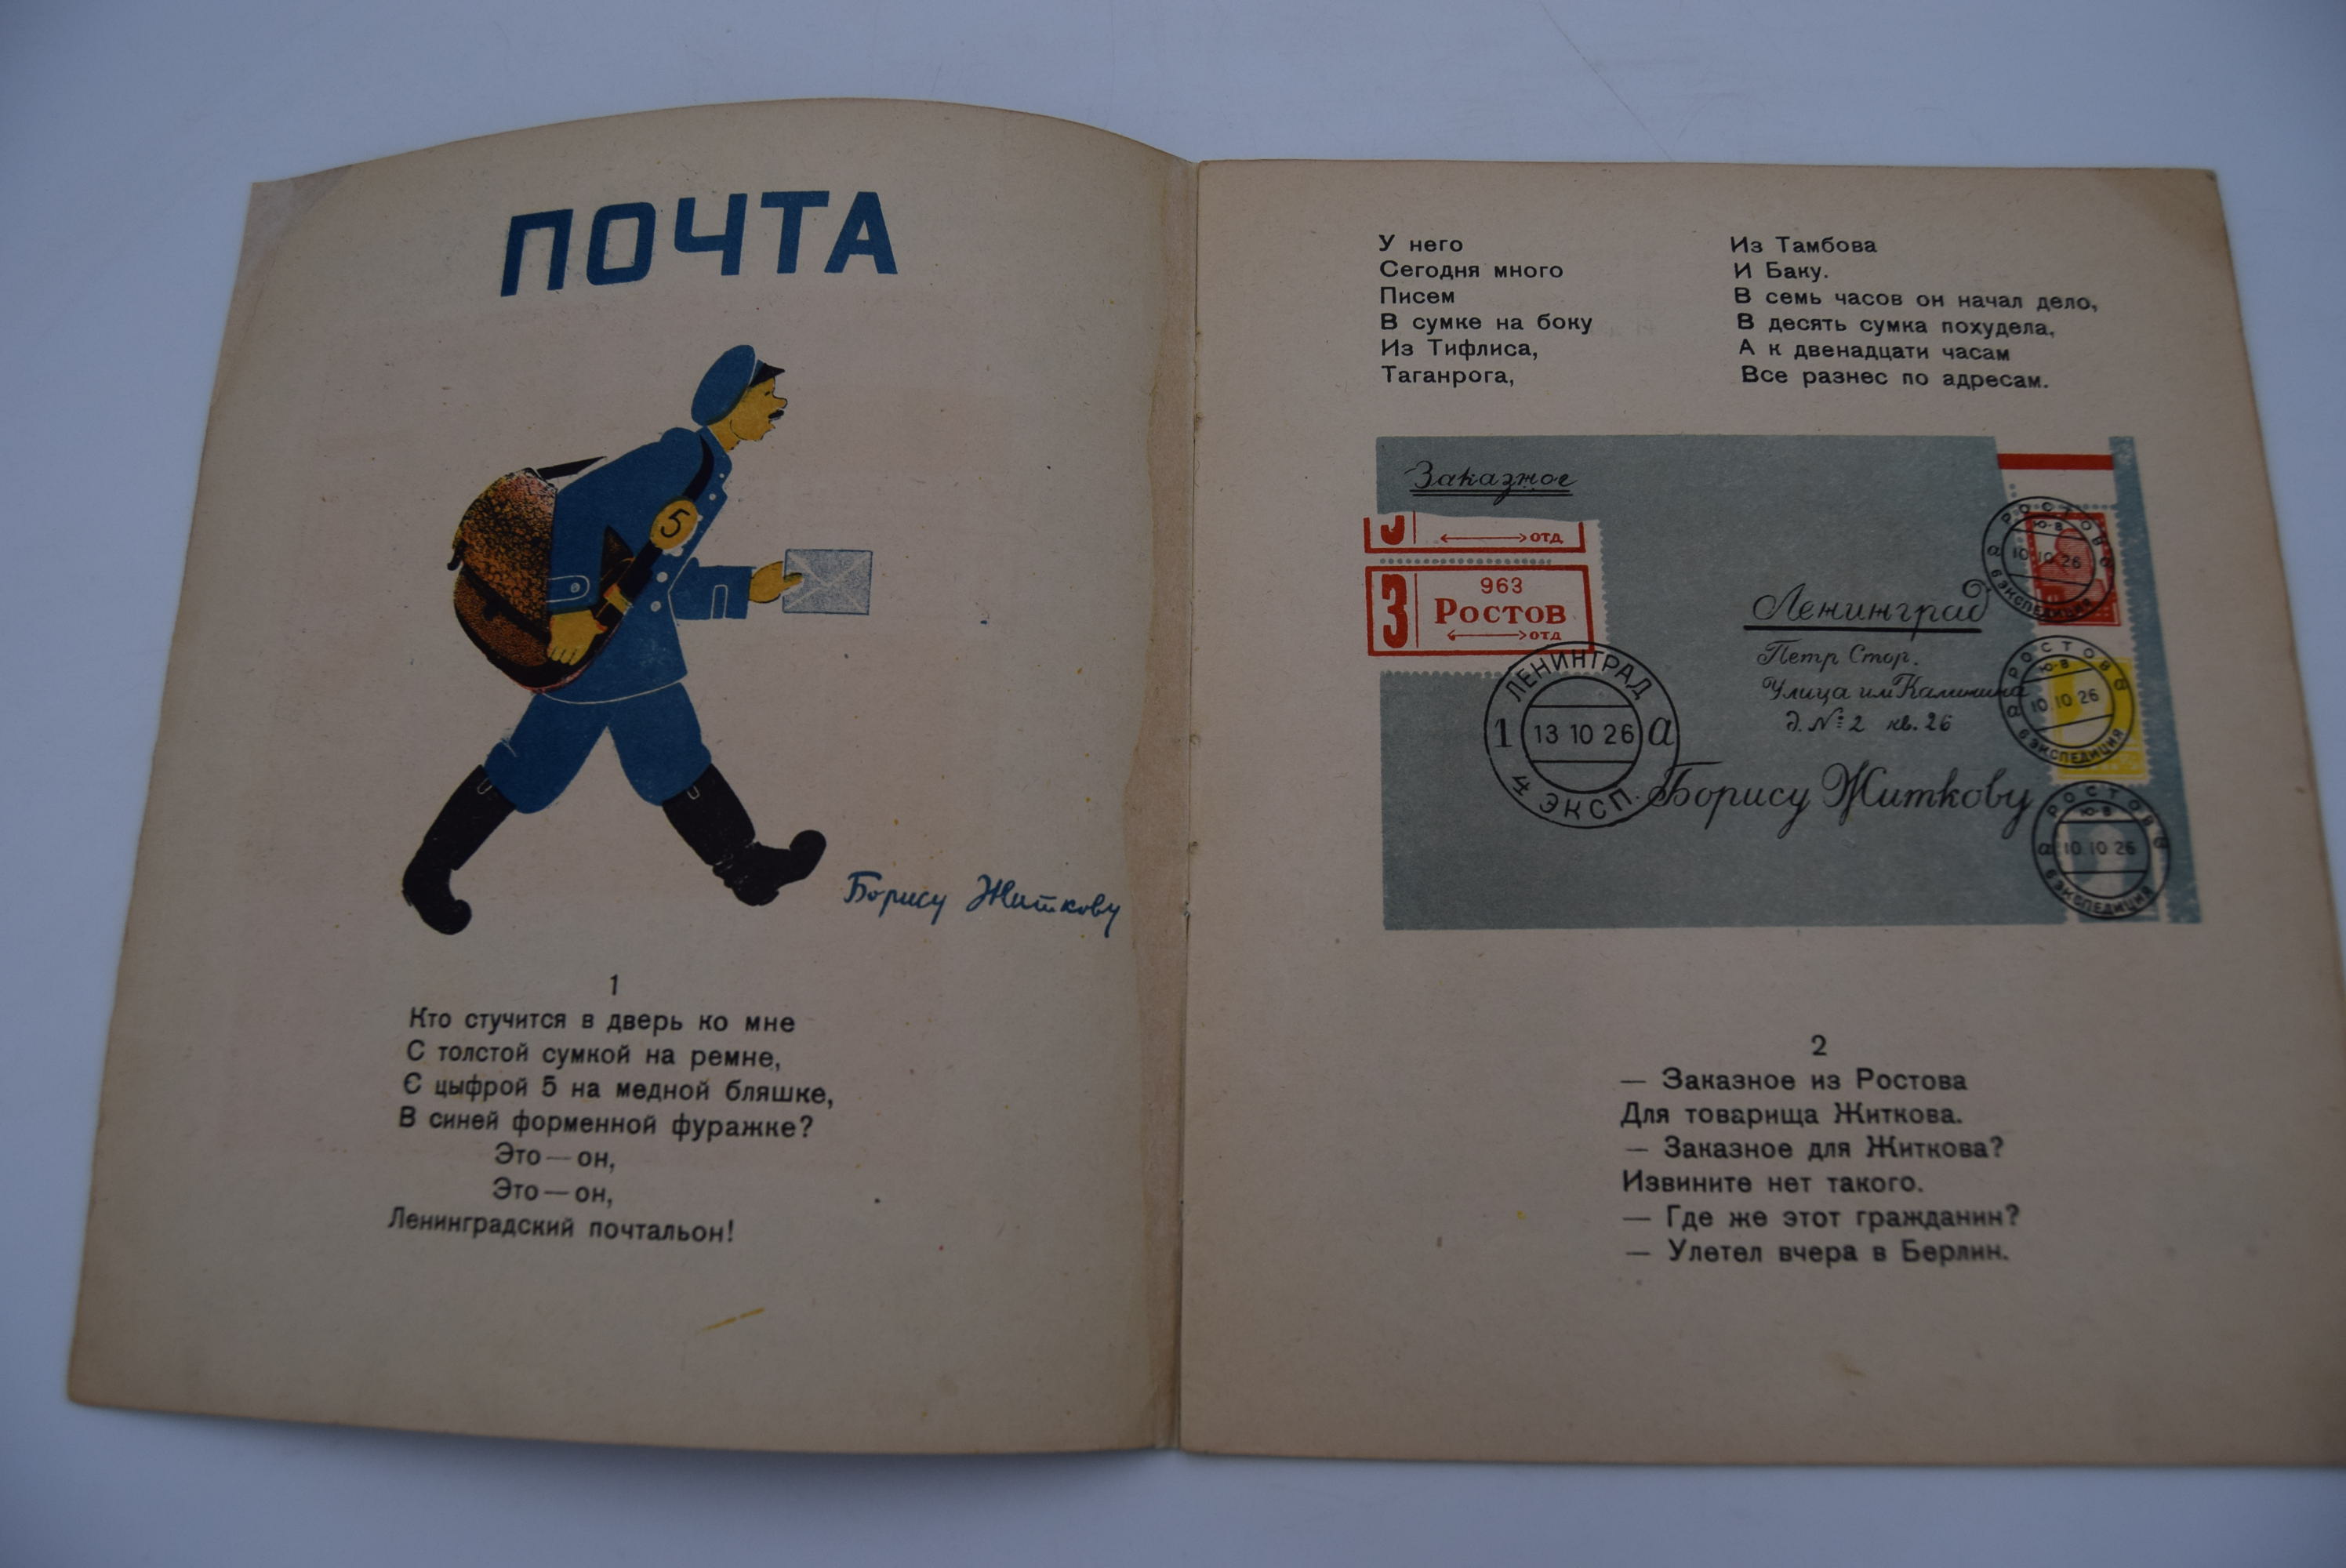 ПОЧТА
5
Борису Житкову
1
Кто стучится в дверь ко мне
С толстой сумкой на ремне,
С цыфрой 5 на медной бляшке,
В синей форменной фуражке?
Это — он,
Это — он,
Ленинградский почтальон!
У него
Сегодня много
Писем
В сумке на боку
Из Тифлиса,
Таганрога,
Из Тамбова
И Баку.
В семь часов он начал дело,
В десять сумка похудела,
А к двенадцати часам
Все разнес по адресам.
Заказное
отд
З
963
Ростов
отд
ЛЕНИНГРАД
1 13 10 26 а
4 ЭКСП.
Ленинград
Петр Стор.
Улица им Калинина
д. № 2 кв. 26
Борису Житкову
РОСТОВ
Ю-В
а 10.10 26 а
6 ЭКСПЕДИЦИЯ
РОСТОВ
Ю-В
а 10.10 26 а
6 ЭКСПЕДИЦИЯ
РОСТОВ
Ю-В
а 10.10 26 а
6 ЭКСПЕДИЦИЯ
2
— Заказное из Ростова
Для товарища Житкова.
— Заказное для Житкова?
Извините нет такого.
— Где же этот гражданин?
— Улетел вчера в Берлин.